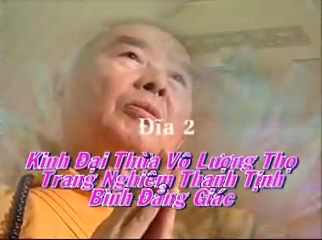 Đĩa 2
Kinh Đại Thừa Vô Lượng Thọ
Trang Nghiêm Thanh Tịnh
Bình Đẳng Giác